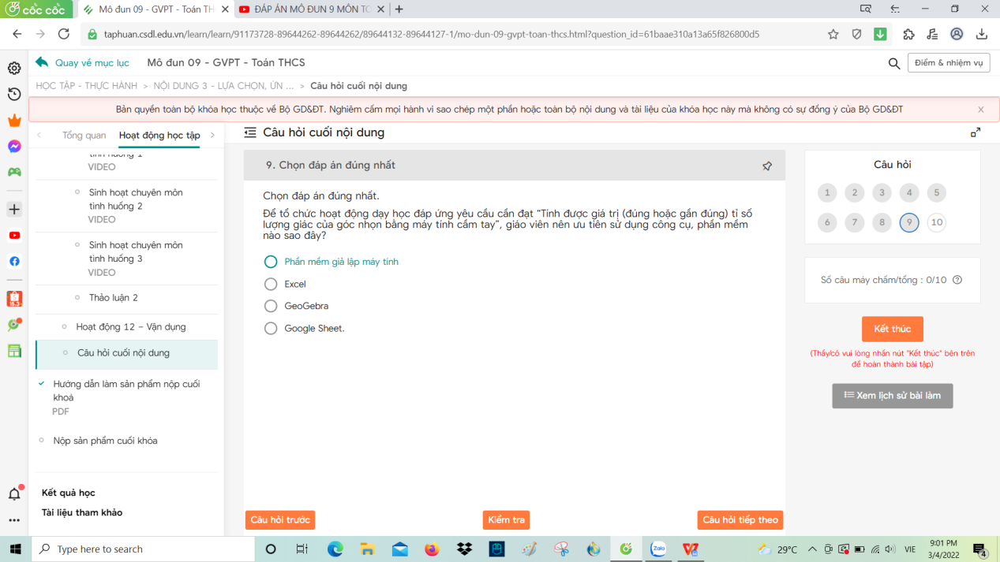 cốc cốc
Mô đun 09 - GVPT - Toán TH
ĐÁP ÁN MÔ ĐUN 9 MÔN TO
taphuan.csdl.edu.vn/learn/learn/91173728-89644262-89644262/89644132-89644127-1/mo-dun-09-gvpt-toan-thcs.html?question_id=61baae310a13a65f826800d5
Quay về mục lục
Mô đun 09 - GVPT - Toán THCS
Điểm & nhiệm vụ
HỌC TẬP - THỰC HÀNH > NỘI DUNG 3 - LỰA CHỌN, ỨN ... > Câu hỏi cuối nội dung
Bản quyền toàn bộ khóa học thuộc về Bộ GD&ĐT. Nghiêm cấm mọi hành vi sao chép một phần hoặc toàn bộ nội dung và tài liệu của khóa học này mà không có sự đồng ý của Bộ GD&ĐT
Tổng quan
Hoạt động học tập
tình huống 1
VIDEO
Sinh hoạt chuyên môn
tình huống 2
VIDEO
Sinh hoạt chuyên môn
tình huống 3
VIDEO
Thảo luận 2
Hoạt động 12 – Vận dụng
Câu hỏi cuối nội dung
Hướng dẫn làm sản phẩm nộp cuối
khoá
PDF
Nộp sản phẩm cuối khóa
Kết quả học
Tài liệu tham khảo
Câu hỏi cuối nội dung
9. Chọn đáp án đúng nhất
Chọn đáp án đúng nhất.
Để tổ chức hoạt động dạy học đáp ứng yêu cầu cần đạt “Tính được giá trị (đúng hoặc gần đúng) tỉ số
lượng giác của góc nhọn bằng máy tính cầm tay”, giáo viên nên ưu tiên sử dụng công cụ, phần mềm
nào sao đây?
Phần mềm giả lập máy tính
Excel
GeoGebra
Google Sheet.
Câu hỏi trước
Kiểm tra
Câu hỏi tiếp theo
Câu hỏi
1 2 3 4 5
6 7 8 9 10
Số câu máy chấm/tổng : 0/10
Kết thúc
(Thầy/cô vui lòng nhấn nút "Kết thúc" bên trên
để hoàn thành bài tập)
Xem lịch sử bài làm
15.3
Type here to search
Zalo
29°C
VIE
9:01 PM
3/4/2022
4